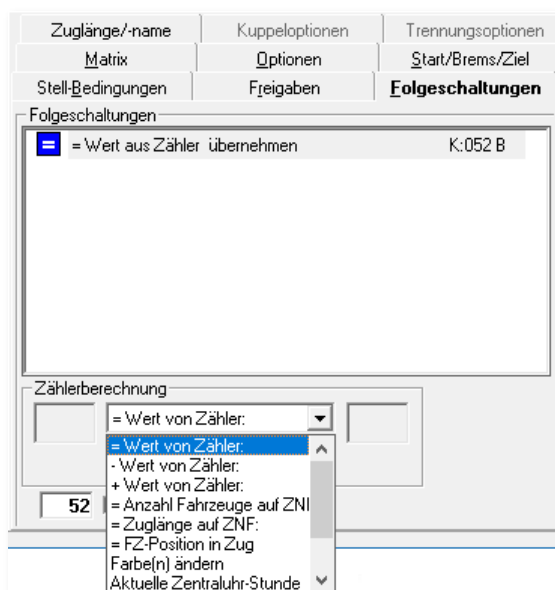 Zuglänge/-name Kuppeloptionen Trennungsoptionen
Matrix Optionen Start/Brems/Ziel
Stell-Bedingungen Freigaben Folgeschaltungen
Folgeschaltungen
= = Wert aus Zähler übernehmen K:052 B
Zählerberechnung
= Wert von Zähler:
= Wert von Zähler:
- Wert von Zähler:
+ Wert von Zähler:
= Anzahl Fahrzeuge auf ZNI
52 = Zuglänge auf ZNF:
= FZ-Position in Zug
Farbe(n) ändern
Aktuelle Zentraluhr-Stunde